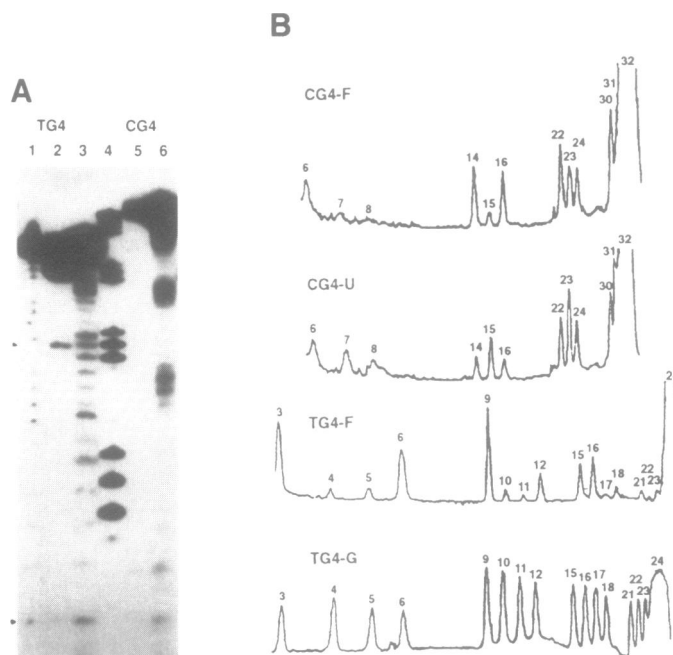 A
TG4 CG4
1 2 3 4 5 6
B
CG4-F
6 7 8 14 15 16 22 23 24 30 31 32
CG4-U
6 7 8 14 15 16 22 23 24 30 31 32
TG4-F
3 4 5 6 9 10 11 12 15 16 17 18 21 22 23 2
TG4-G
3 4 5 6 9 10 11 12 15 16 17 18 21 22 23 24